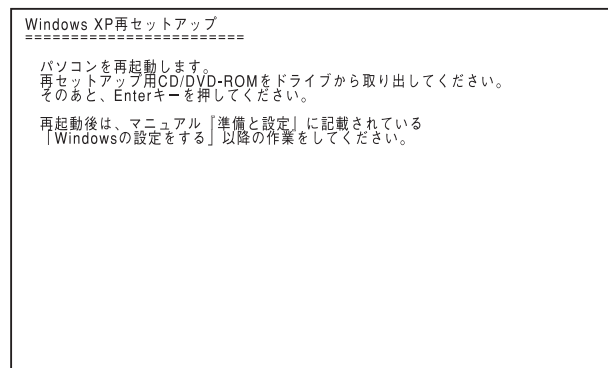 Windows XP再セットアップ
========================
パソコンを再起動します。
再セットアップ用CD/DVD-ROMをドライブから取り出してください。
そのあと、Enterキーを押してください。
再起動後は、マニュアル『準備と設定』に記載されている
「Windowsの設定をする」以降の作業をしてください。